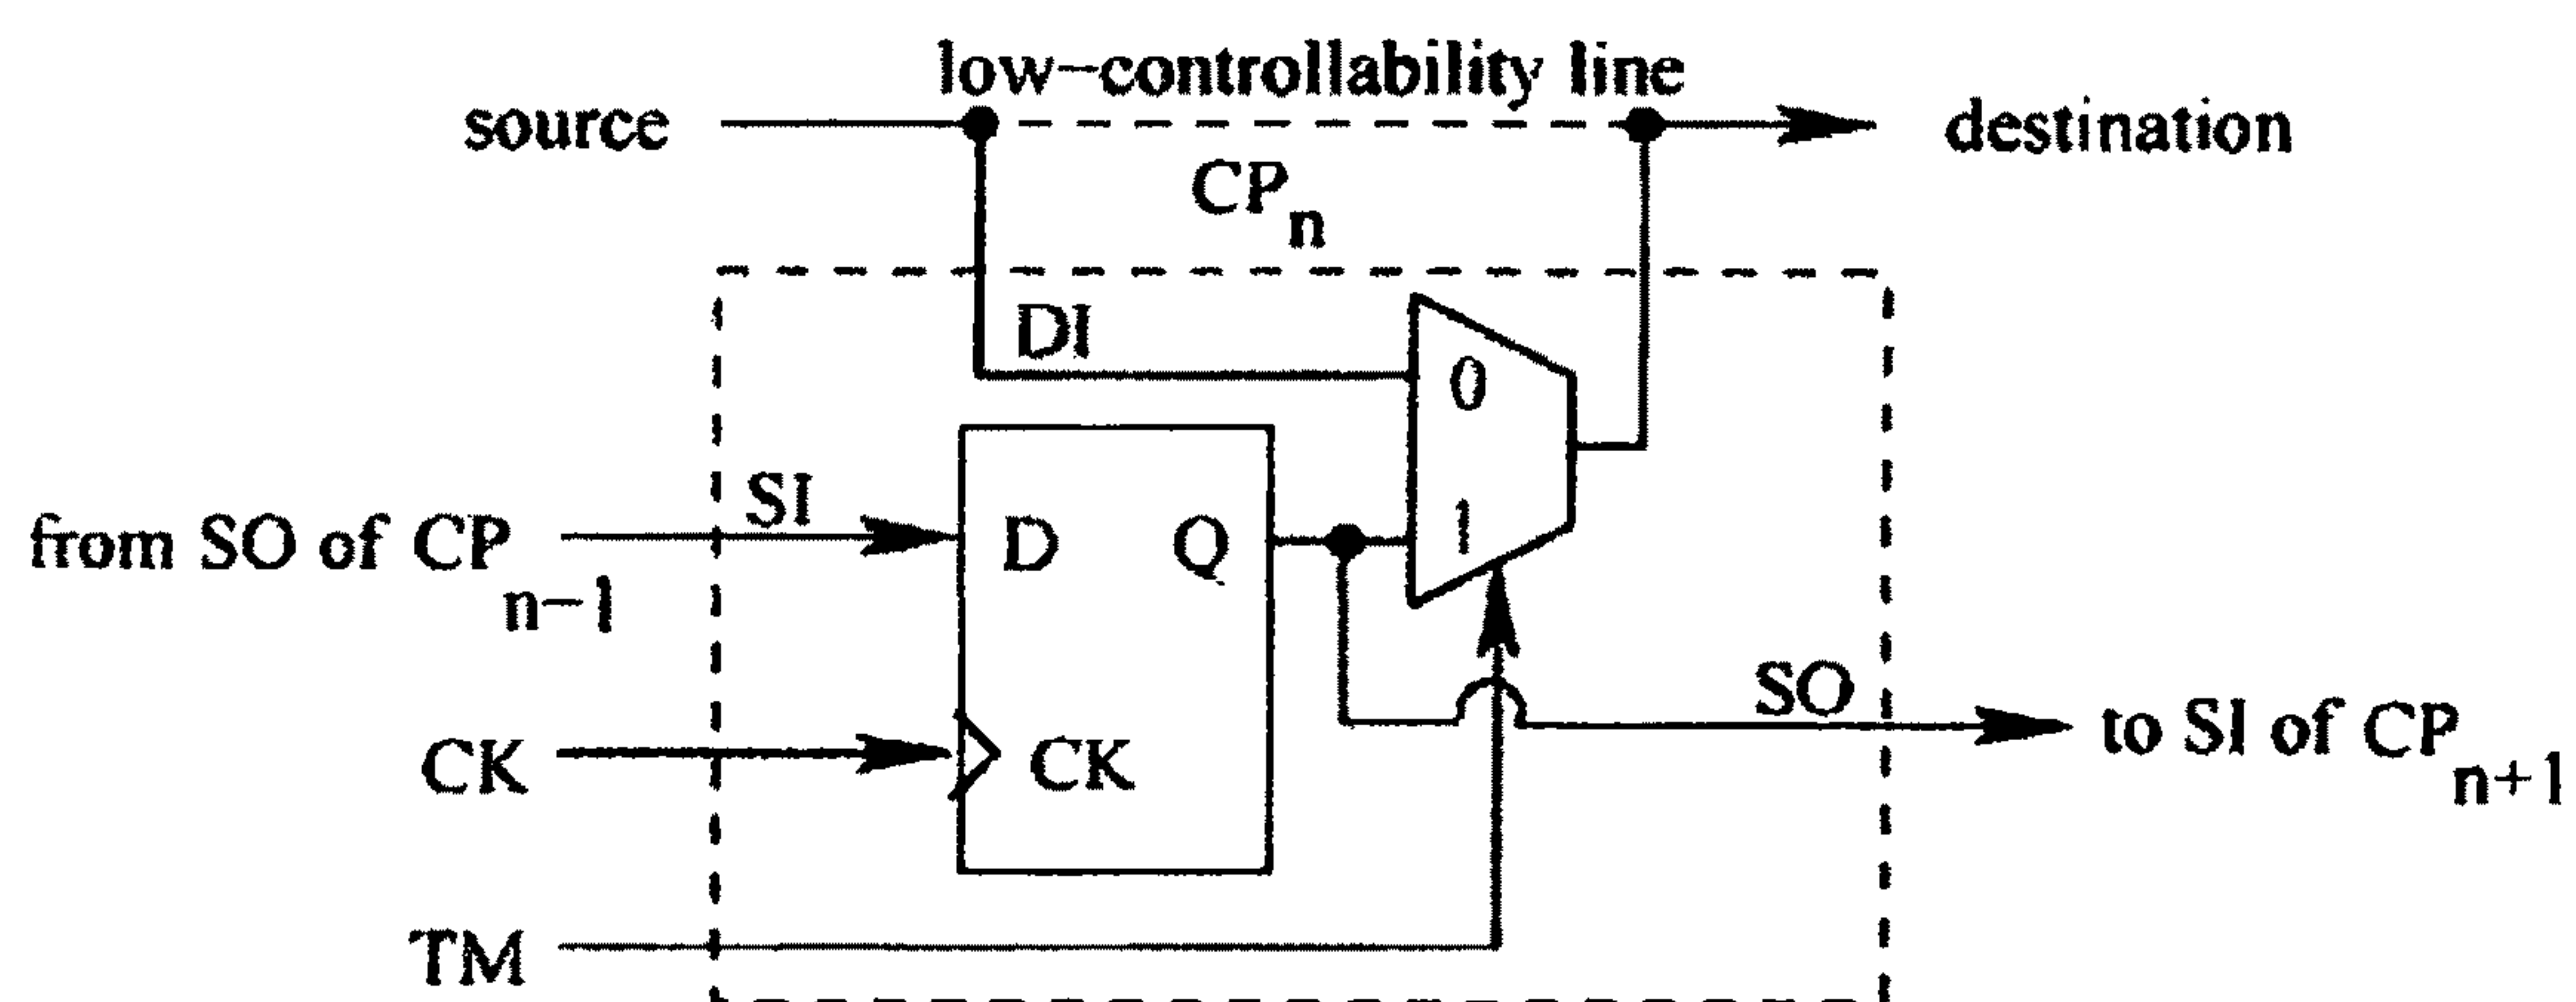 low-controllability line
source
destination
CPn
DI
0
SI
from SO of CPn-1
D
Q
1
SO
to SI of CPn+1
CK
CK
TM